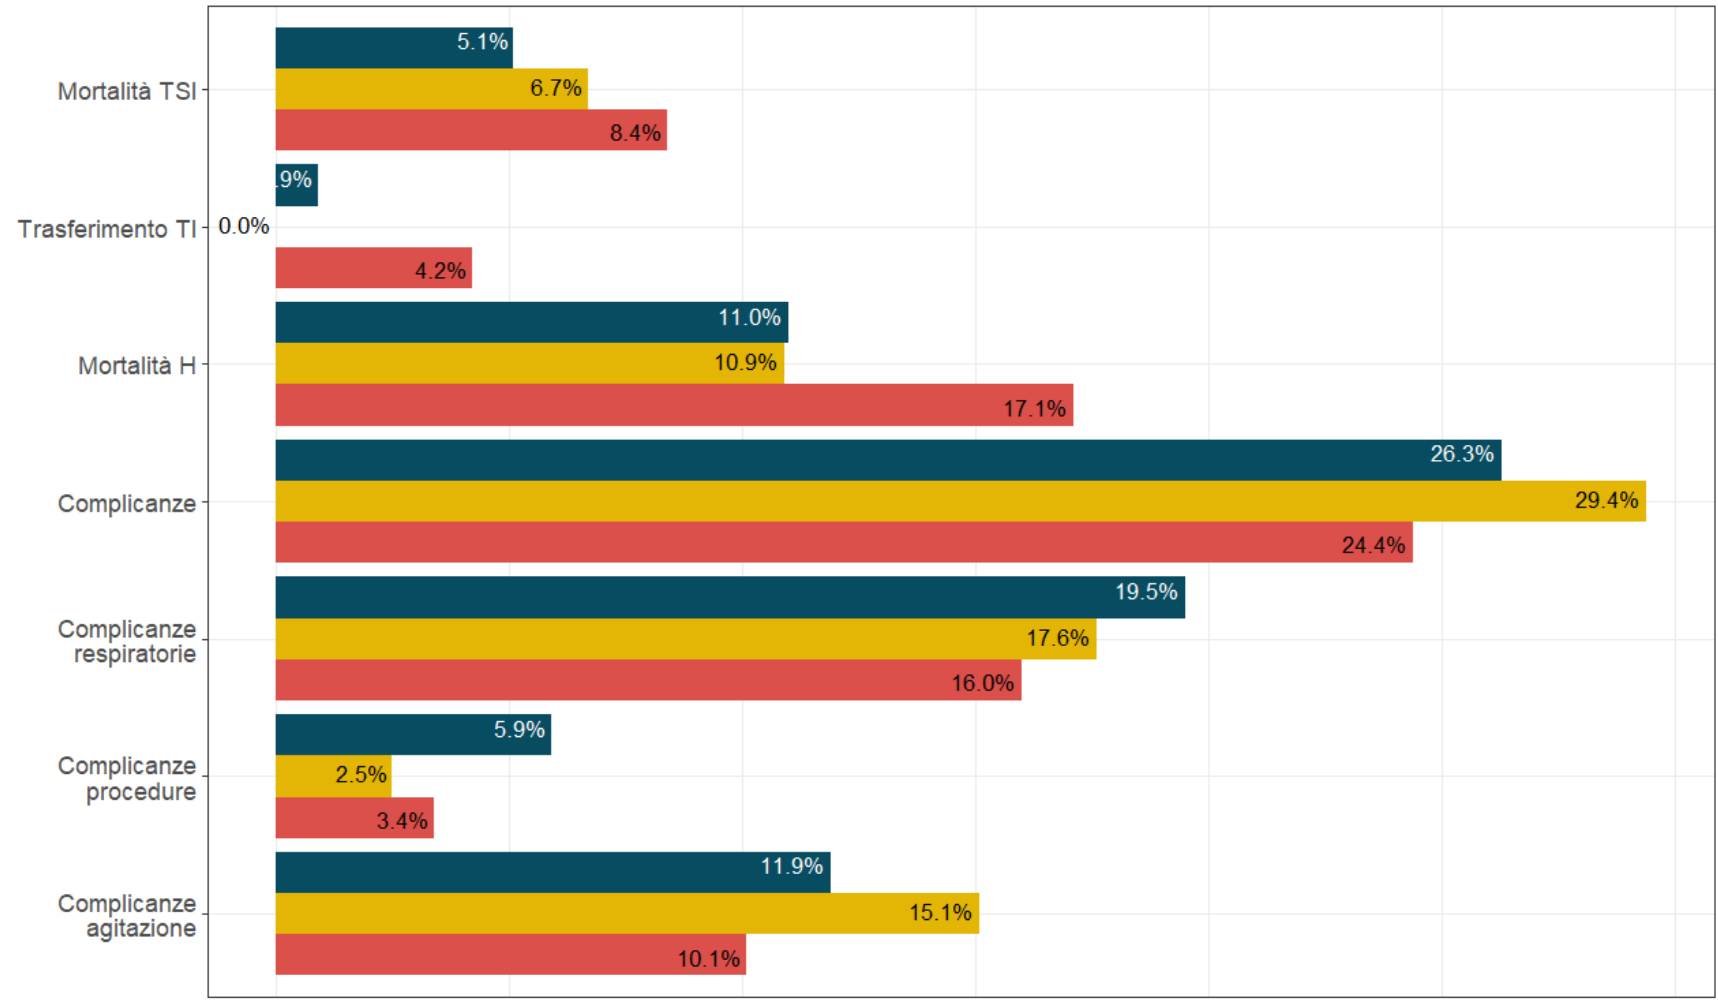 5.1%
Mortalità TSI
6.7%
8.4%
.9%
Trasferimento TI
0.0%
4.2%
11.0%
Mortalità H
10.9%
17.1%
26.3%
Complicanze
29.4%
24.4%
19.5%
Complicanze
respiratorie
17.6%
16.0%
5.9%
Complicanze
procedure
2.5%
3.4%
11.9%
Complicanze
agitazione
15.1%
10.1%